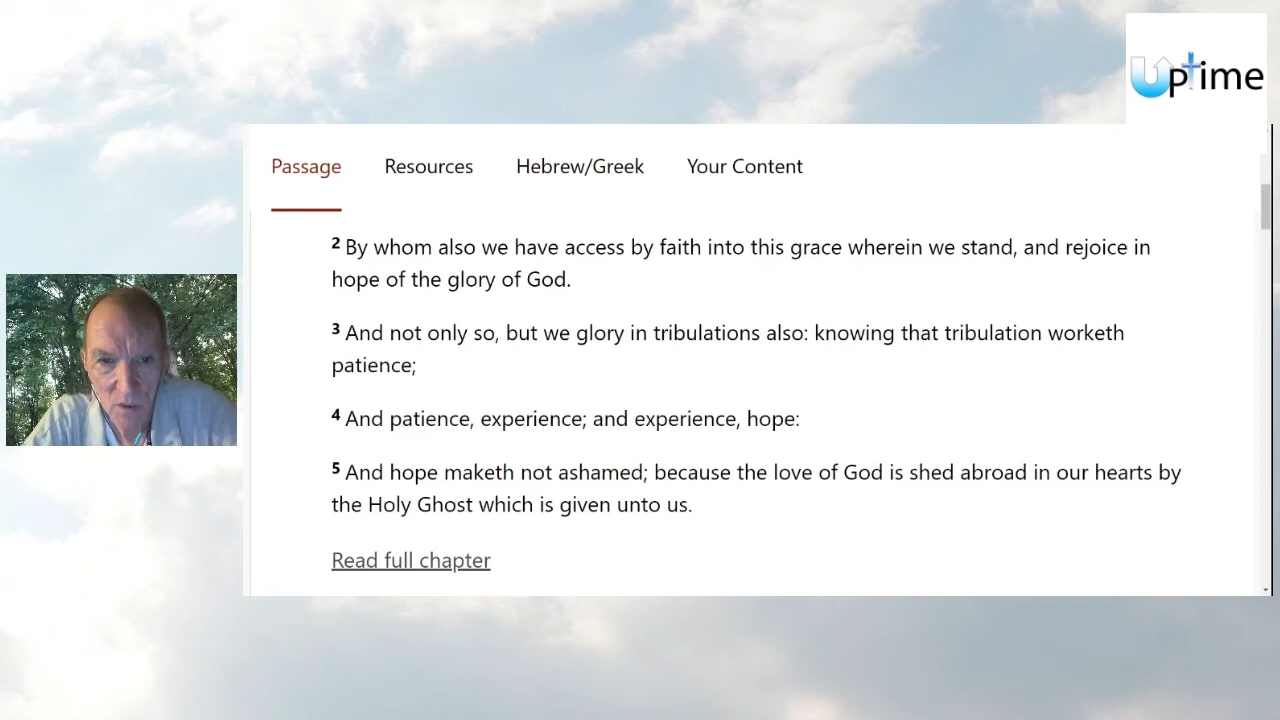 Uptime
Passage Resources Hebrew/Greek Your Content
2 By whom also we have access by faith into this grace wherein we stand, and rejoice in
hope of the glory of God.
3 And not only so, but we glory in tribulations also: knowing that tribulation worketh
patience;
4 And patience, experience; and experience, hope:
5 And hope maketh not ashamed; because the love of God is shed abroad in our hearts by
the Holy Ghost which is given unto us.
Read full chapter